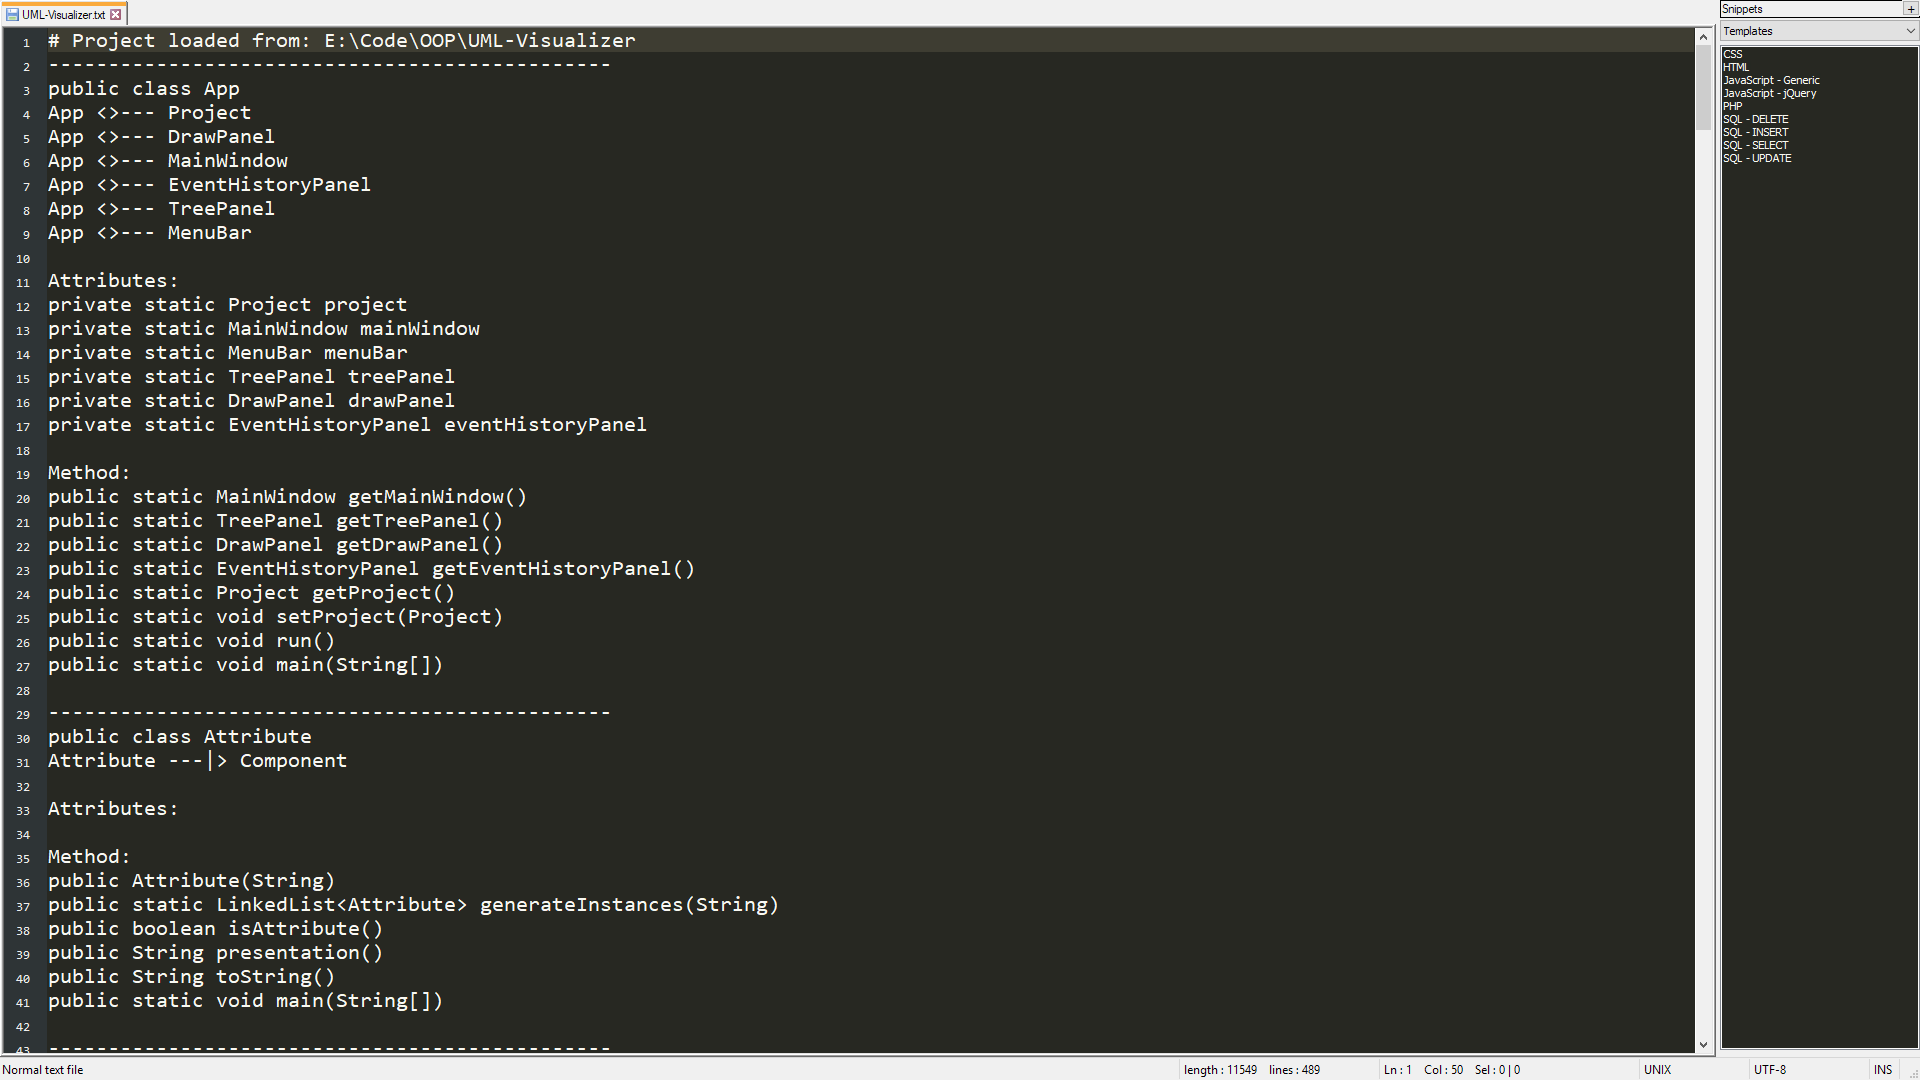 UML-Visualizer.txt
1 # Project loaded from: E:\Code\OOP\UML-Visualizer
2 -----------------------------------------------
3 public class App
4 App <>--- Project
5 App <>--- DrawPanel
6 App <>--- MainWindow
7 App <>--- EventHistoryPanel
8 App <>--- TreePanel
9 App <>--- MenuBar
10
11 Attributes:
12 private static Project project
13 private static MainWindow mainWindow
14 private static MenuBar menuBar
15 private static TreePanel treePanel
16 private static DrawPanel drawPanel
17 private static EventHistoryPanel eventHistoryPanel
18
19 Method:
20 public static MainWindow getMainWindow()
21 public static TreePanel getTreePanel()
22 public static DrawPanel getDrawPanel()
23 public static EventHistoryPanel getEventHistoryPanel()
24 public static Project getProject()
25 public static void setProject(Project)
26 public static void run()
27 public static void main(String[])
28
29 -----------------------------------------------
30 public class Attribute
31 Attribute ---|> Component
32
33 Attributes:
34
35 Method:
36 public Attribute(String)
37 public static LinkedList<Attribute> generateInstances(String)
38 public boolean isAttribute()
39 public String presentation()
40 public String toString()
41 public static void main(String[])
42
43 -----------------------------------------------
Snippets +
Templates
CSS
HTML
JavaScript - Generic
JavaScript - jQuery
PHP
SQL - DELETE
SQL - INSERT
SQL - SELECT
SQL - UPDATE
Normal text file length : 11549 lines : 489 Ln : 1 Col : 50 Sel : 0 | 0 UNIX UTF-8 INS